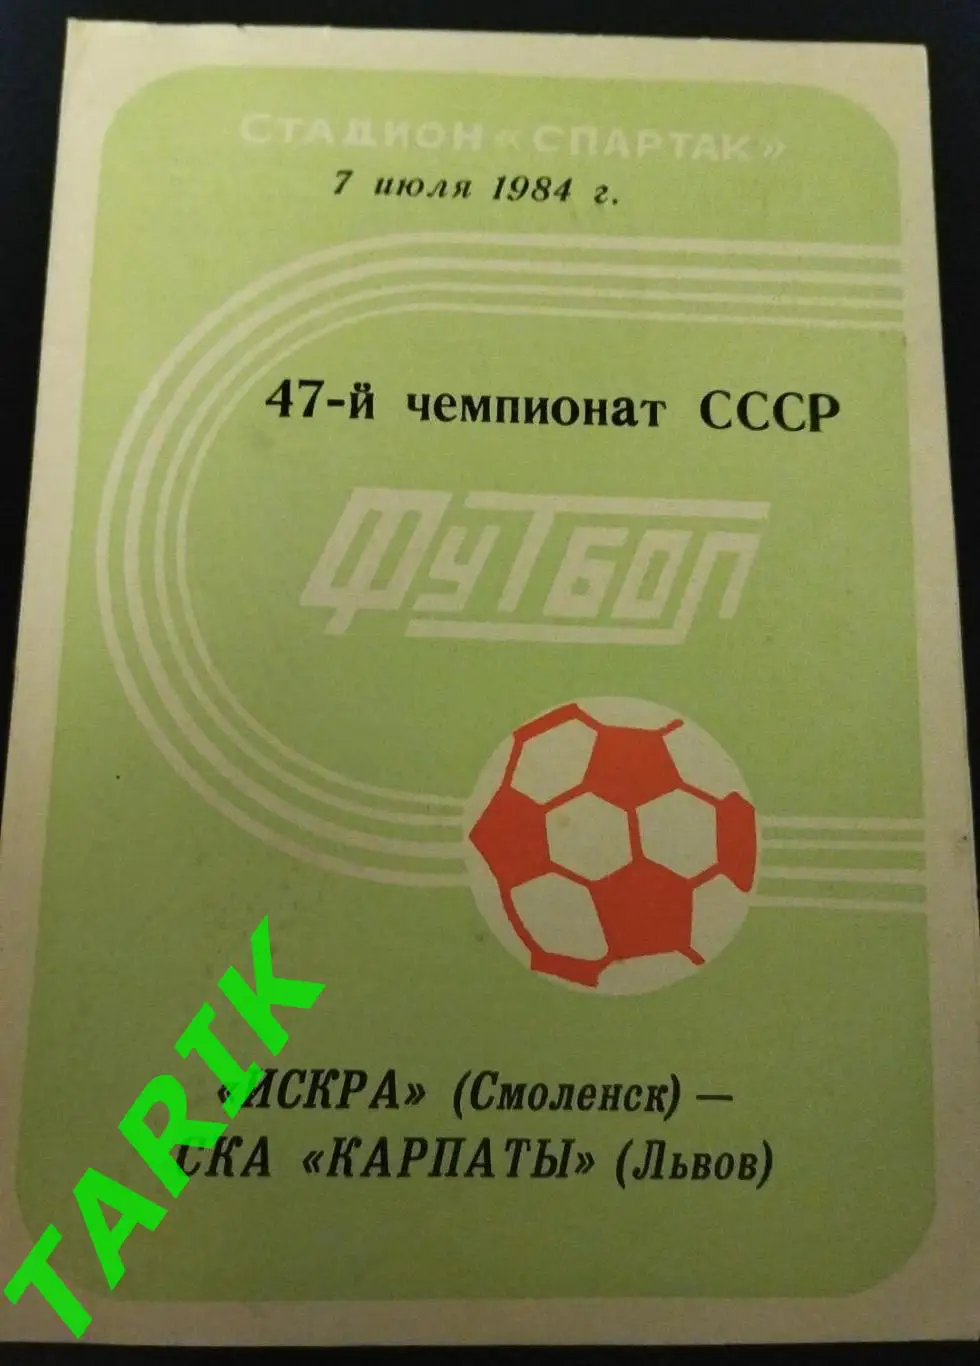 СТАДИОН «СПАРТАК»
7 июля 1984 г.
47-й чемпионат СССР
ФУТБОЛ
«ИСКРА» (Смоленск) —
СКА «КАРПАТЫ» (Львов)
TARIK